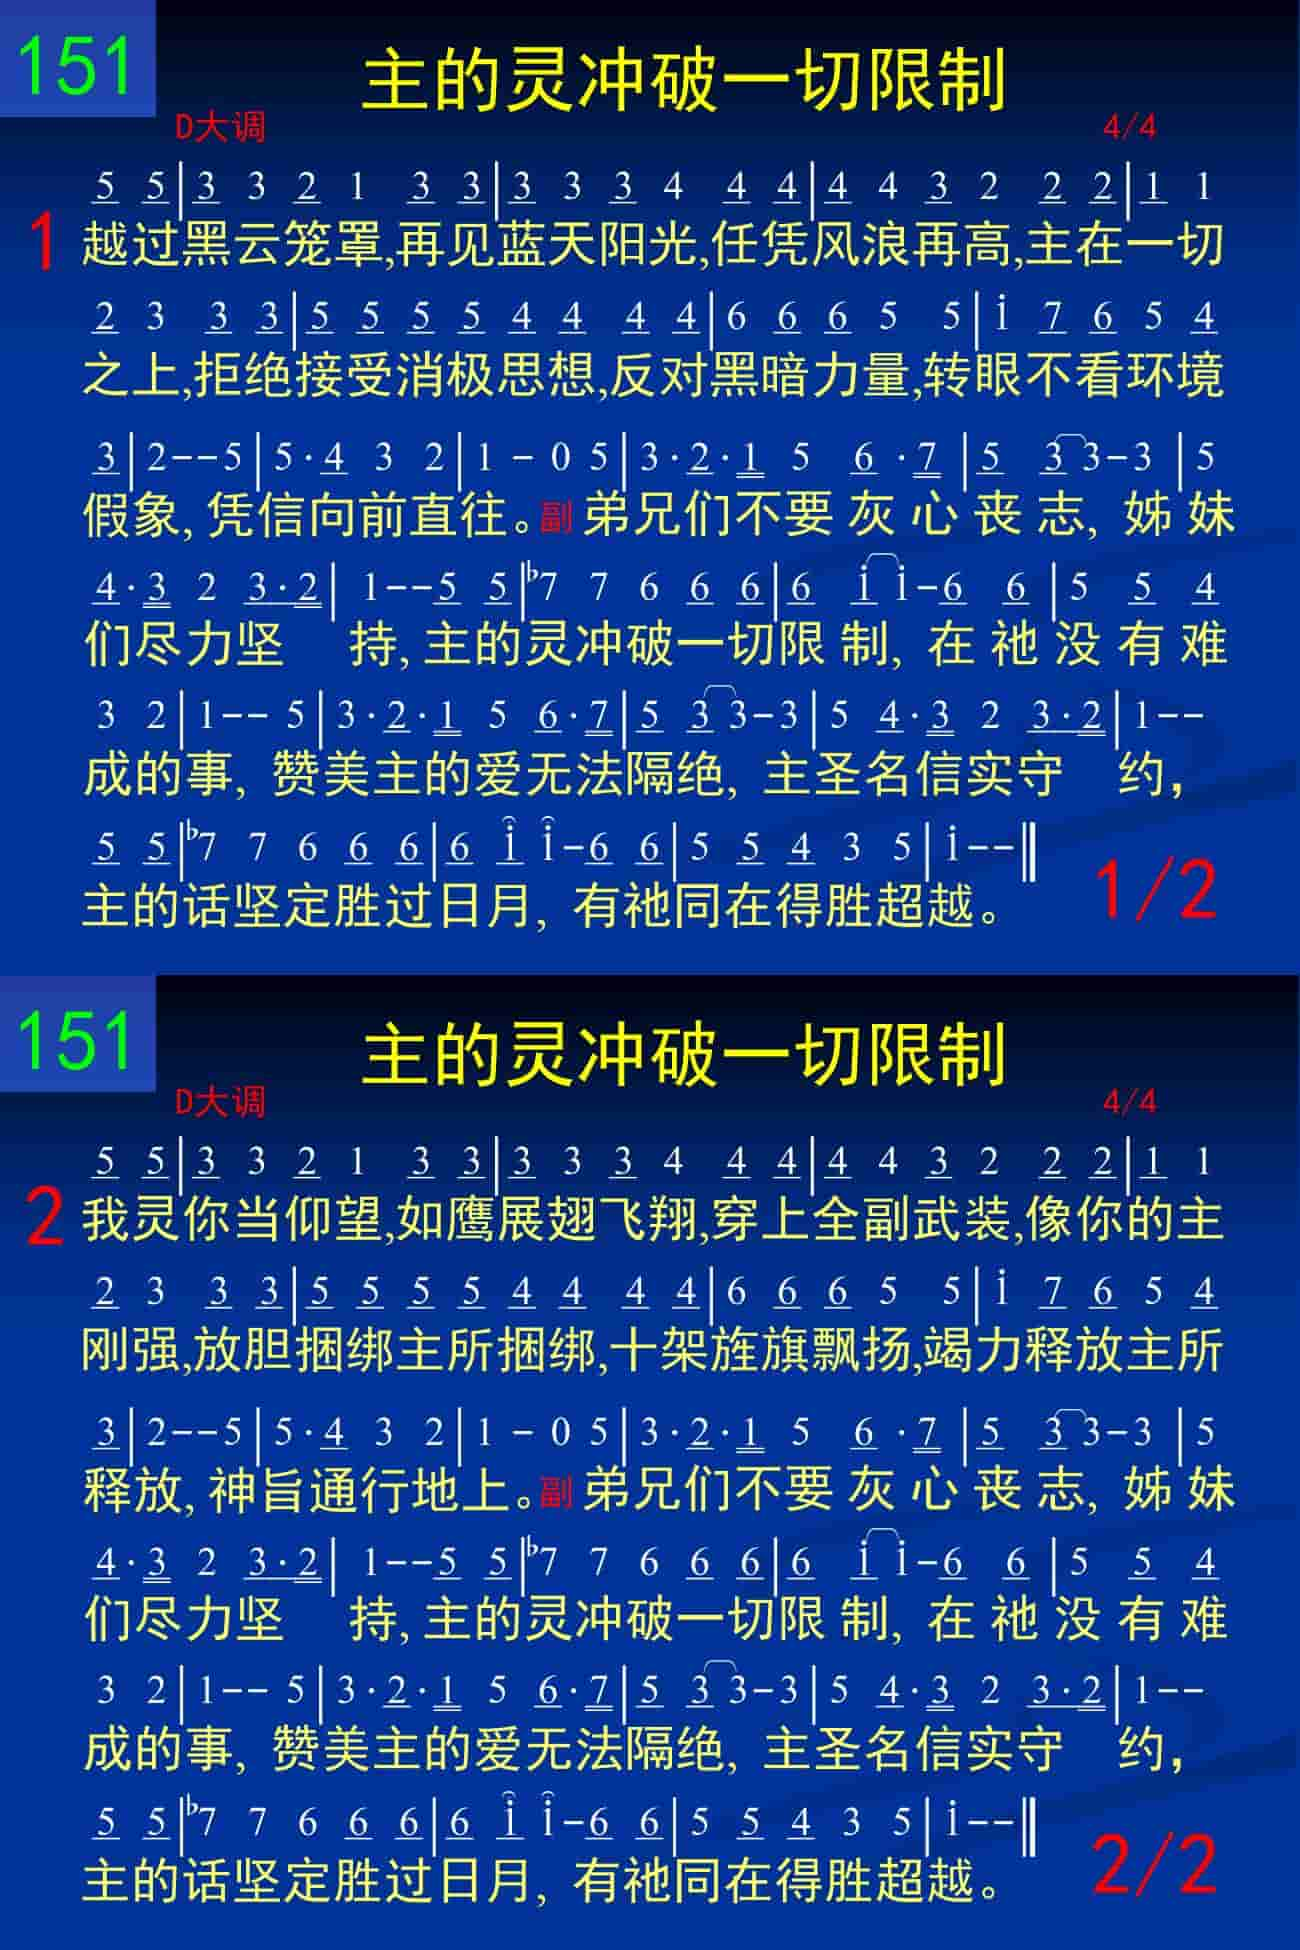 151
主的灵冲破一切限制
D大调 4/4
5 5|3 3 2 1 3 3|3 3 3 4 4 4|4 4 3 2 2 2|1 1
1 越过黑云笼罩,再见蓝天阳光,任凭风浪再高,主在一切
2 3 3 3|5 5 5 5 4 4 4 4|6 6 6 5 5|i 7 6 5 4
之上,拒绝接受消极思想,反对黑暗力量,转眼不看环境
3|2--5|5·4 3 2|1 - 0 5|3·2·1 5 6·7|5 3 3-3|5
假象,凭信向前直往。副 弟兄们不要灰心丧志,姊妹
4·3 2 3·2|1--5 5|♭7 7 6 6 6|6 i i-6 6|5 5 4
们尽力坚 持,主的灵冲破一切限制,在祂没有难
3 2|1-- 5|3·2·1 5 6·7|5 3 3-3|5 4·3 2 3·2|1--
成的事,赞美主的爱无法隔绝,主圣名信实守 约,
5 5|♭7 7 6 6 6|6 i i-6 6|5 5 4 3 5|i--‖
主的话坚定胜过日月,有祂同在得胜超越。
1/2
151
主的灵冲破一切限制
D大调 4/4
5 5|3 3 2 1 3 3|3 3 3 4 4 4|4 4 3 2 2 2|1 1
2 我灵你当仰望,如鹰展翅飞翔,穿上全副武装,像你的主
2 3 3 3|5 5 5 5 4 4 4 4|6 6 6 5 5|i 7 6 5 4
刚强,放胆捆绑主所捆绑,十架旌旗飘扬,竭力释放主所
3|2--5|5·4 3 2|1 - 0 5|3·2·1 5 6·7|5 3 3-3|5
释放,神旨通行地上。副 弟兄们不要灰心丧志,姊妹
4·3 2 3·2|1--5 5|♭7 7 6 6 6|6 i i-6 6|5 5 4
们尽力坚 持,主的灵冲破一切限制,在祂没有难
3 2|1-- 5|3·2·1 5 6·7|5 3 3-3|5 4·3 2 3·2|1--
成的事,赞美主的爱无法隔绝,主圣名信实守 约,
5 5|♭7 7 6 6 6|6 i i-6 6|5 5 4 3 5|i--‖
主的话坚定胜过日月,有祂同在得胜超越。
2/2